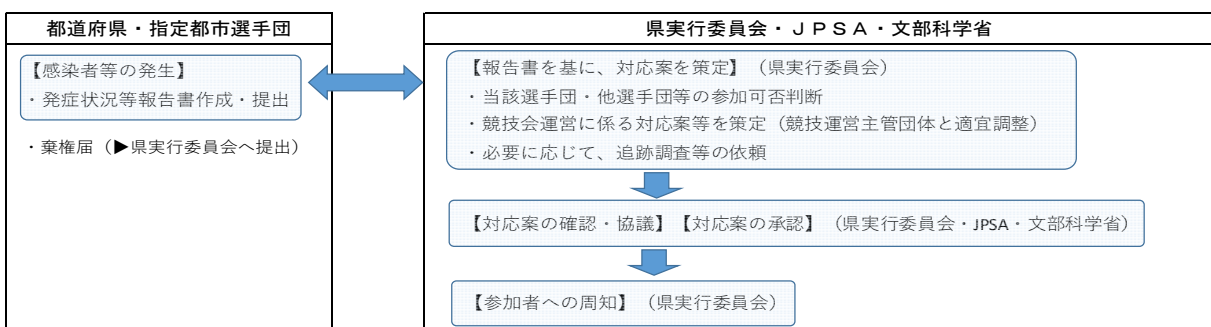 都道府県・指定都市選手団
【感染者等の発生】
・発症状況等報告書作成・提出
・棄権届（▶県実行委員会へ提出）
県実行委員会・ＪＰＳＡ・文部科学省
【報告書を基に、対応案を策定】（県実行委員会）
・当該選手団・他選手団等の参加可否判断
・競技会運営に係る対応案等を策定（競技運営主管団体と適宜調整）
・必要に応じて、追跡調査等の依頼
【対応案の確認・協議】【対応案の承認】（県実行委員会・JPSA・文部科学省）
【参加者への周知】（県実行委員会）